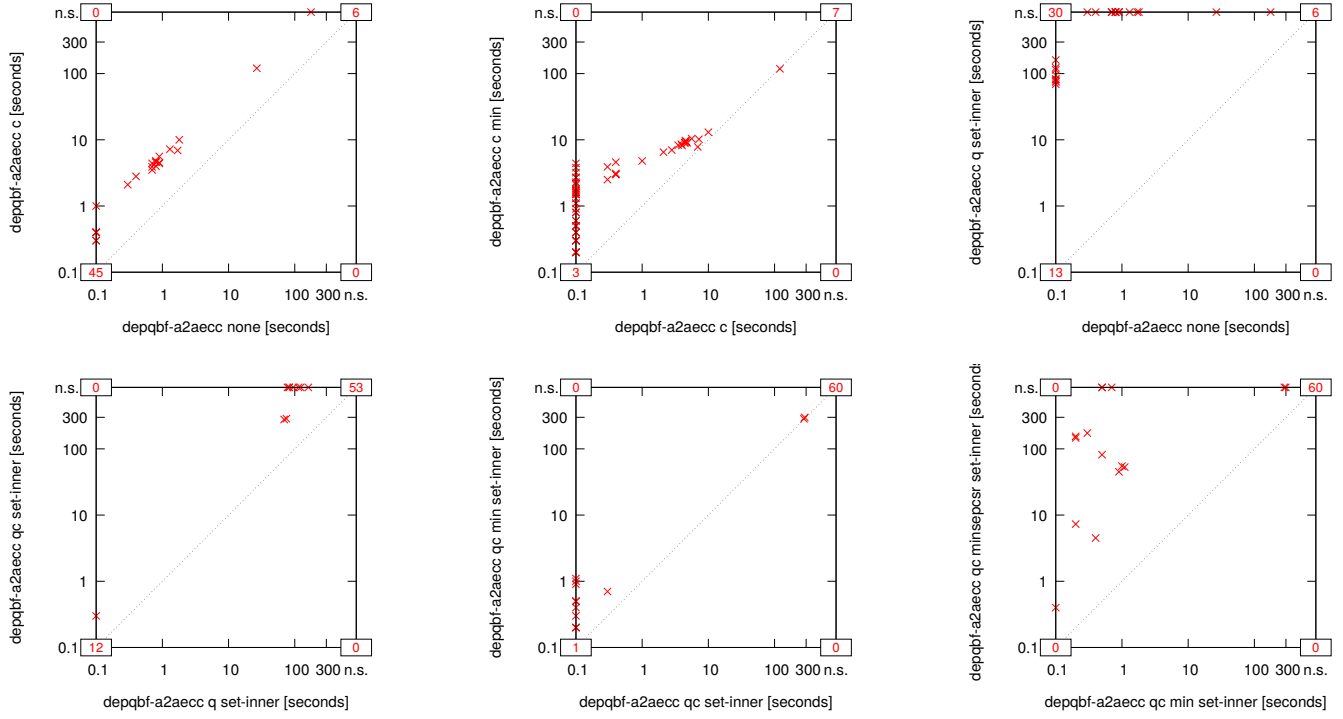 n.s. 0 6
300
100
10
1
0.1 45 0
0.1 1 10 100 300 n.s.
depqbf-a2aecc c [seconds]
depqbf-a2aecc none [seconds]
n.s. 0 7
300
100
10
1
0.1 3 0
0.1 1 10 100 300 n.s.
depqbf-a2aecc c min [seconds]
depqbf-a2aecc c [seconds]
n.s. 30 6
300
100
10
1
0.1 13 0
0.1 1 10 100 300 n.s.
depqbf-a2aecc q set-inner [seconds]
depqbf-a2aecc none [seconds]
n.s. 0 53
300
100
10
1
0.1 12 0
0.1 1 10 100 300 n.s.
depqbf-a2aecc qc set-inner [seconds]
depqbf-a2aecc q set-inner [seconds]
n.s. 0 60
300
100
10
1
0.1 1 0
0.1 1 10 100 300 n.s.
depqbf-a2aecc qc min set-inner [seconds]
depqbf-a2aecc qc set-inner [seconds]
n.s. 0 60
300
100
10
1
0.1 0 0
0.1 1 10 100 300 n.s.
depqbf-a2aecc qc minsepcsr set-inner [second
depqbf-a2aecc qc min set-inner [seconds]